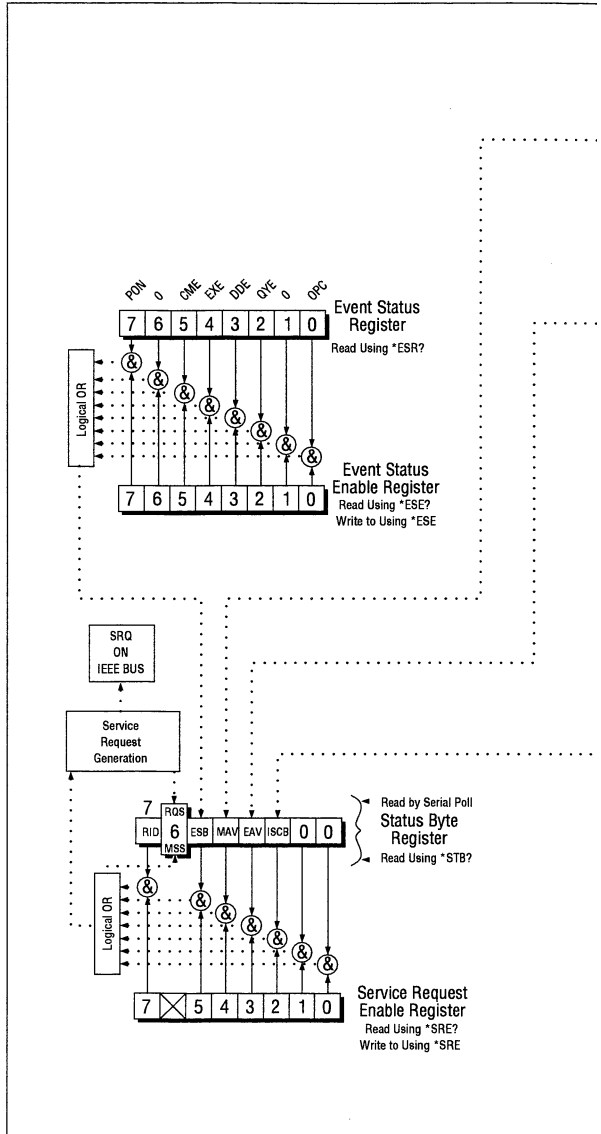 PON 0 CME EXE DDE QYE 0 OPC
7 6 5 4 3 2 1 0
Event Status
Register
Read Using *ESR?
Logical OR
& & & & & & & &
Event Status
Enable Register
7 6 5 4 3 2 1 0
Read Using *ESE?
Write to Using *ESE
SRQ
ON
IEEE BUS
Service
Request
Generation
7
RQS
RID 6 ESB MAV EAV ISCB 0 0
MSS
Read by Serial Poll
Status Byte
Register
Read Using *STB?
Logical OR
& & & & & & &
7 5 4 3 2 1 0
Service Request
Enable Register
Read Using *SRE?
Write to Using *SRE